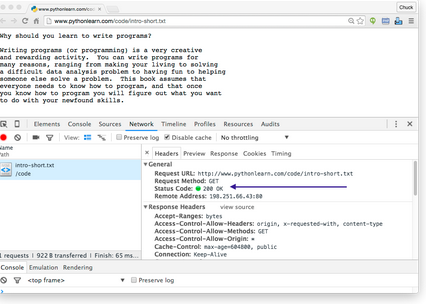 www.pythonlearn.com/co
Chuck
www.pythonlearn.com/code/intro-short.txt
Why should you learn to write programs?
Writing programs (or programming) is a very creative
and rewarding activity. You can write programs for
many reasons, ranging from making your living to solving
a difficult data analysis problem to having fun to helping
someone else solve a problem. This book assumes that
everyone needs to know how to program, and that once
you know how to program you will figure out what you want
to do with your newfound skills.
Elements Console Sources Network Timeline Profiles Resources Audits
View: Preserve log Disable cache No throttling
Name
Path
Headers Preview Response Cookies Timing
intro-short.txt
/code
General
Request URL: http://www.pythonlearn.com/code/intro-short.txt
Request Method: GET
Status Code: 200 OK
Remote Address: 198.251.66.43:80
Response Headers view source
Accept-Ranges: bytes
Access-Control-Allow-Headers: origin, x-requested-with, content-type
Access-Control-Allow-Methods: GET
Access-Control-Allow-Origin: *
Cache-Control: max-age=604800, public
Connection: Keep-Alive
1 requests | 922 B transferred | Finish: 65 ms...
Console Emulation Rendering
<top frame> Preserve log